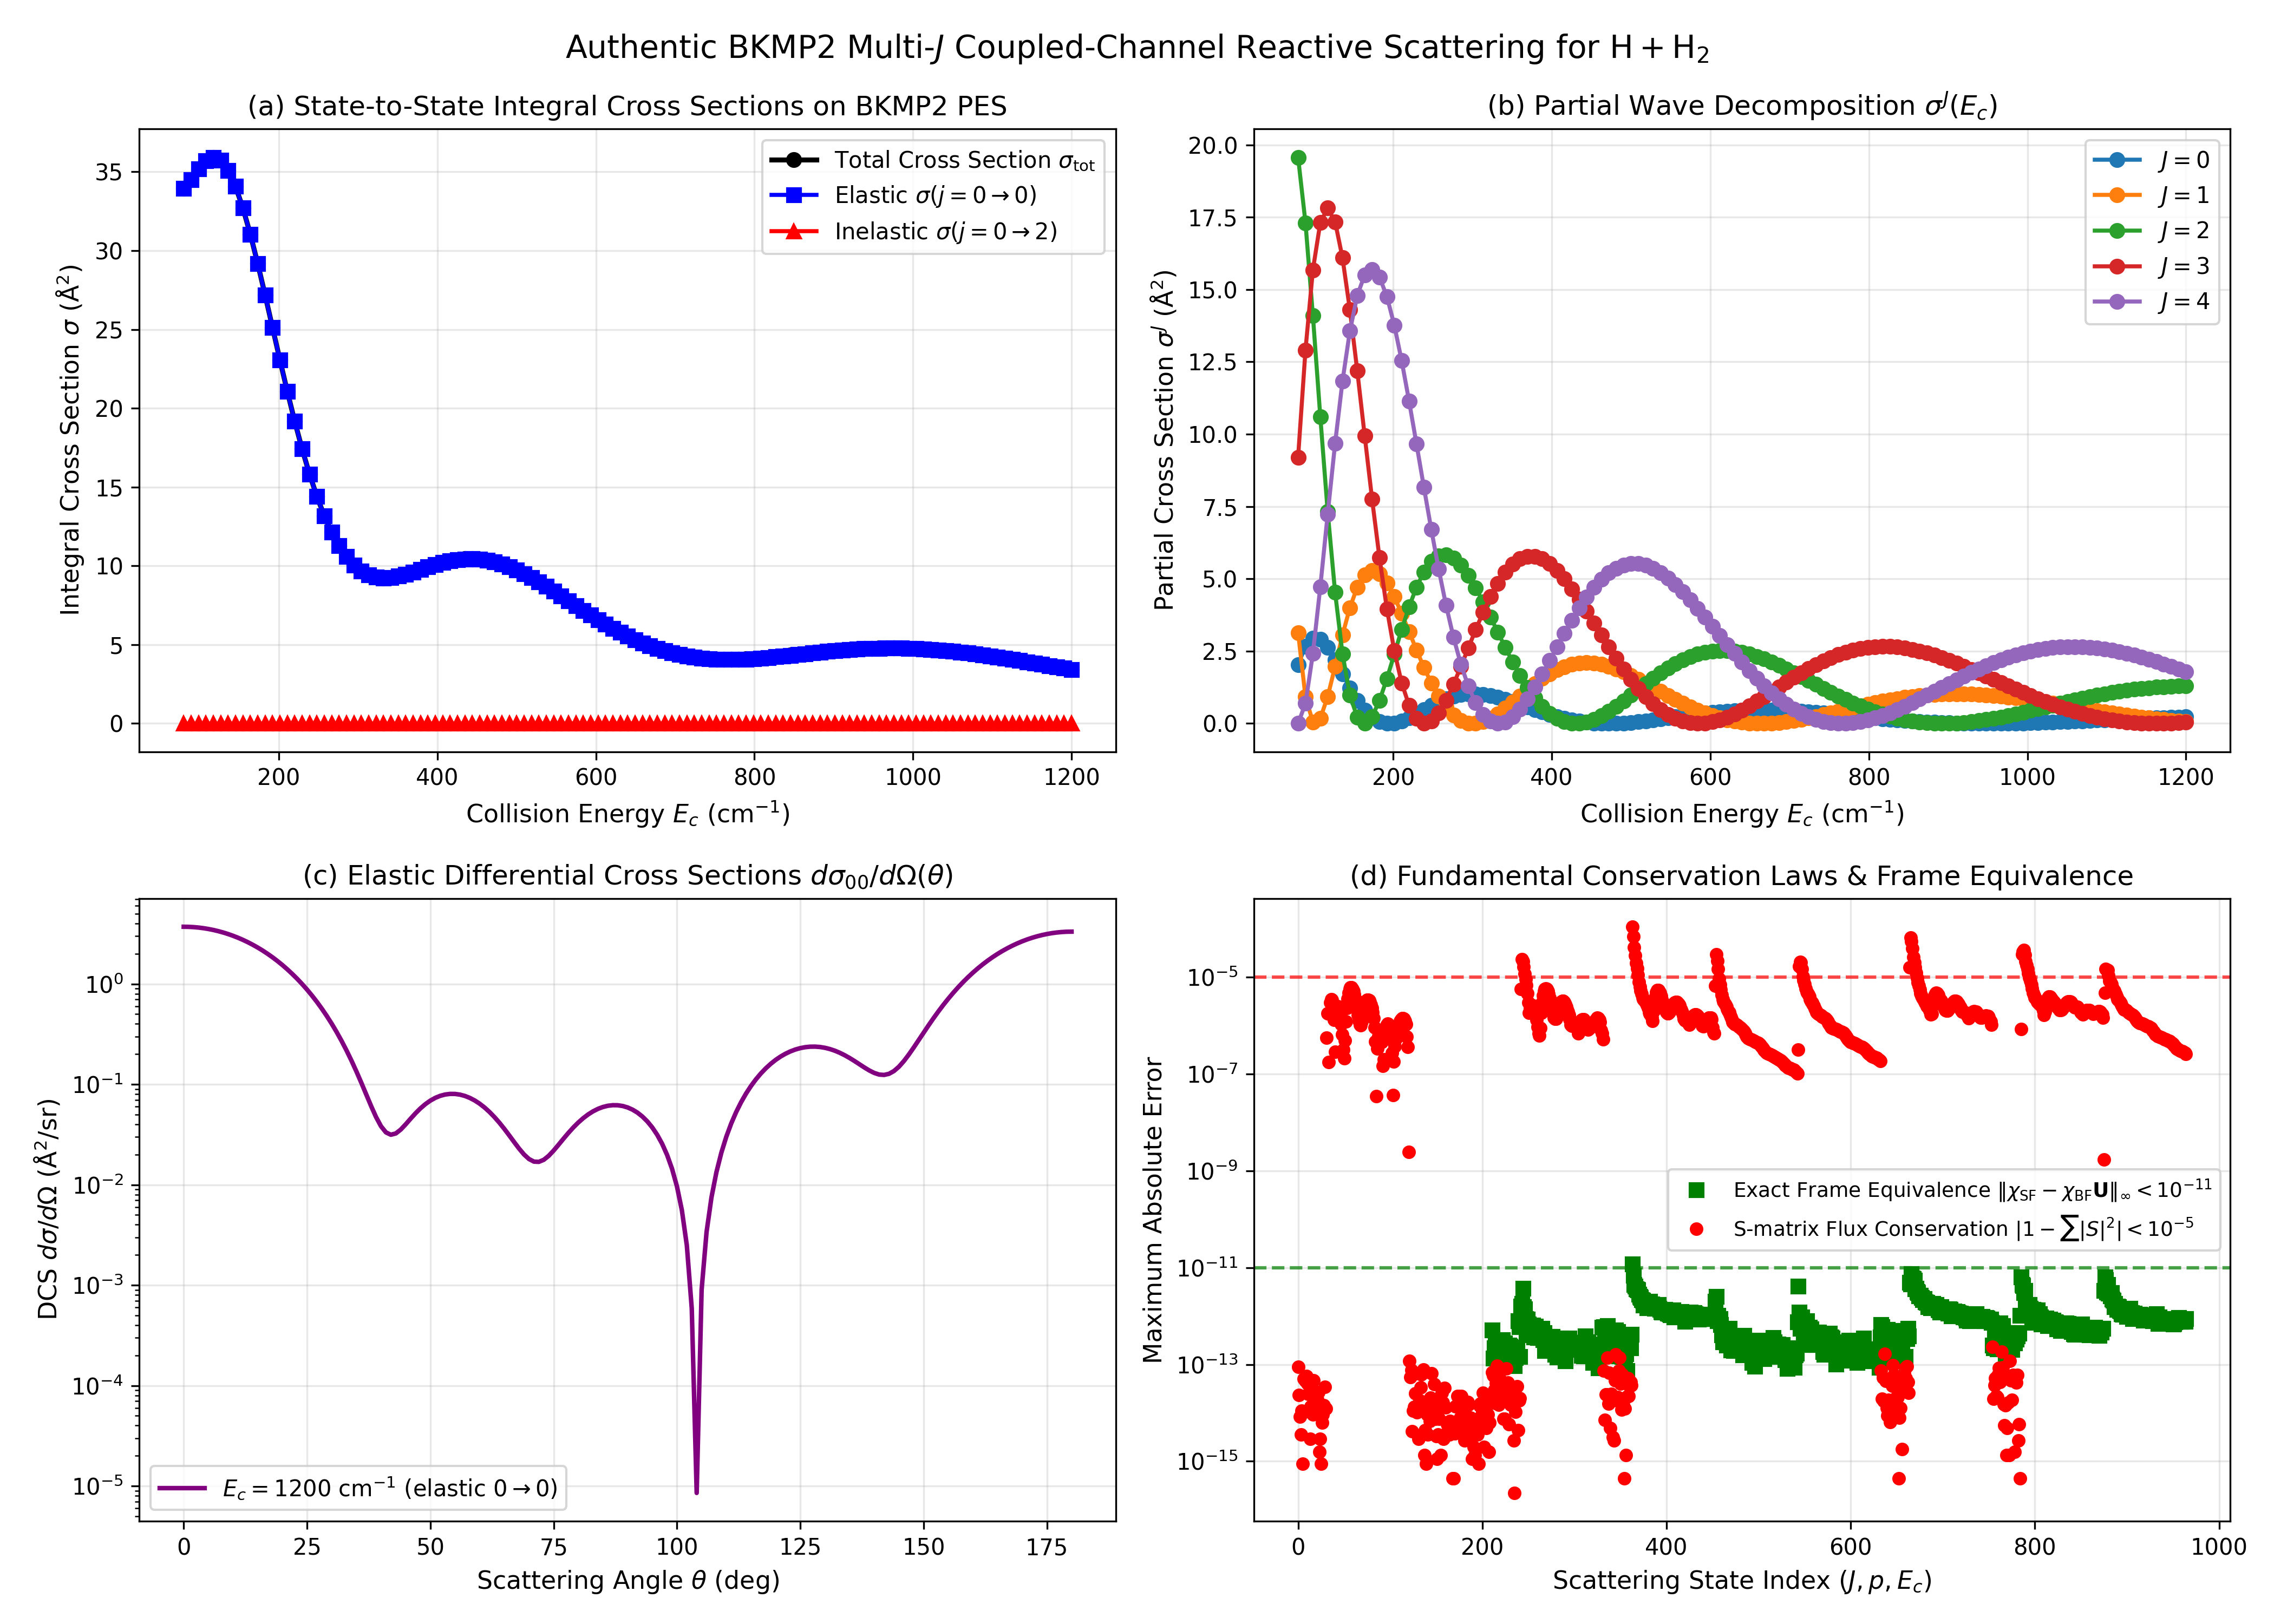 Authentic BKMP2 Multi-J Coupled-Channel Reactive Scattering for H + H₂
(a) State-to-State Integral Cross Sections on BKMP2 PES
Integral Cross Section σ (Å²)
35
30
25
20
15
10
5
0
Total Cross Section σ_tot
Elastic σ(j = 0 → 0)
Inelastic σ(j = 0 → 2)
200
400
600
800
1000
1200
Collision Energy E_c (cm⁻¹)
(b) Partial Wave Decomposition σ^J(E_c)
Partial Cross Section σ^J (Å²)
20.0
17.5
15.0
12.5
10.0
7.5
5.0
2.5
0.0
J = 0
J = 1
J = 2
J = 3
J = 4
200
400
600
800
1000
1200
Collision Energy E_c (cm⁻¹)
(c) Elastic Differential Cross Sections dσ₀₀/dΩ(θ)
DCS dσ/dΩ (Å²/sr)
10⁰
10⁻¹
10⁻²
10⁻³
10⁻⁴
10⁻⁵
E_c = 1200 cm⁻¹ (elastic 0 → 0)
0
25
50
75
100
125
150
175
Scattering Angle θ (deg)
(d) Fundamental Conservation Laws & Frame Equivalence
Maximum Absolute Error
10⁻⁵
10⁻⁷
10⁻⁹
10⁻¹¹
10⁻¹³
10⁻¹⁵
Exact Frame Equivalence ‖χ_SF − χ_BF U‖_∞ < 10⁻¹¹
S-matrix Flux Conservation |1 − ∑|S|²| < 10⁻⁵
0
200
400
600
800
1000
Scattering State Index (J, p, E_c)